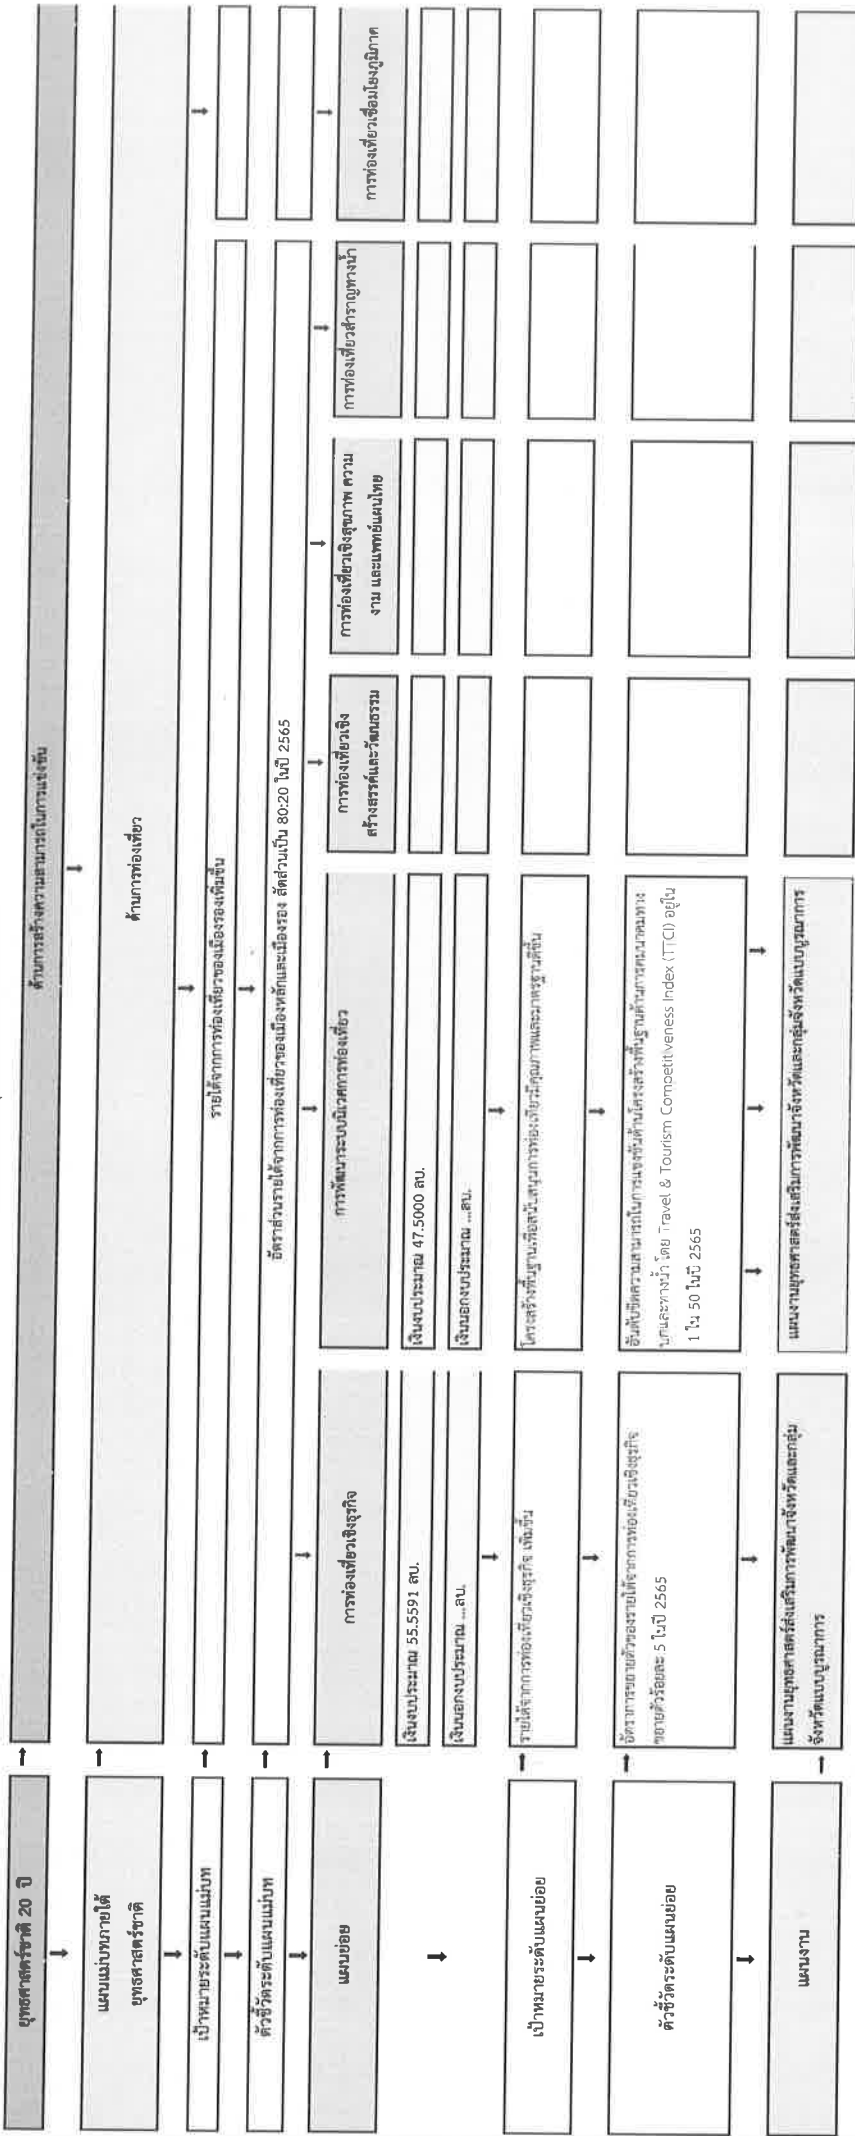 ยุทธศาสตร์ชาติ 20 ปี
ด้านการสร้างความสามารถในการแข่งขัน
แผนแม่บทภายใต้
ยุทธศาสตร์ชาติ
ด้านการท่องเที่ยว
เป้าหมายระดับแผนแม่บท
รายได้จากการท่องเที่ยวของเมืองรองเพิ่มขึ้น
ตัวชี้วัดระดับแผนแม่บท
อัตราส่วนรายได้จากการท่องเที่ยวของเมืองหลักและเมืองรอง สัดส่วนเป็น 80:20 ในปี 2565
แผนย่อย
การท่องเที่ยวเชิงธุรกิจ
การพัฒนาระบบนิเวศการท่องเที่ยว
การท่องเที่ยวเชิง
สร้างสรรค์และวัฒนธรรม
การท่องเที่ยวเชิงสุขภาพ ความ
งาม และแพทย์แผนไทย
การท่องเที่ยวสำราญทางน้ำ
การท่องเที่ยวเชื่อมโยงภูมิภาค
เงินงบประมาณ 55.5591 ลบ.
เงินงบประมาณ 47.5000 ลบ.
เงินนอกงบประมาณ ...ลบ.
เงินนอกงบประมาณ ...ลบ.
เป้าหมายระดับแผนย่อย
รายได้จากการท่องเที่ยวเชิงธุรกิจ เพิ่มขึ้น
โครงสร้างพื้นฐานเพื่อสนับสนุนการท่องเที่ยวมีคุณภาพและมาตรฐานดีขึ้น
ตัวชี้วัดระดับแผนย่อย
อัตราการขยายตัวของรายได้จากการท่องเที่ยวเชิงธุรกิจ
ขยายตัวร้อยละ 5 ในปี 2565
อันดับขีดความสามารถในการแข่งขันด้านโครงสร้างพื้นฐานด้านการคมนาคมทาง
บกและทางน้ำ โดย Travel & Tourism Competitiveness Index (TTCI) อยู่ใน
1 ใน 50 ในปี 2565
แผนงาน
แผนงานยุทธศาสตร์ส่งเสริมการพัฒนาจังหวัดและกลุ่ม
จังหวัดแบบบูรณาการ
แผนงานยุทธศาสตร์ส่งเสริมการพัฒนาจังหวัดและกลุ่มจังหวัดแบบบูรณาการ